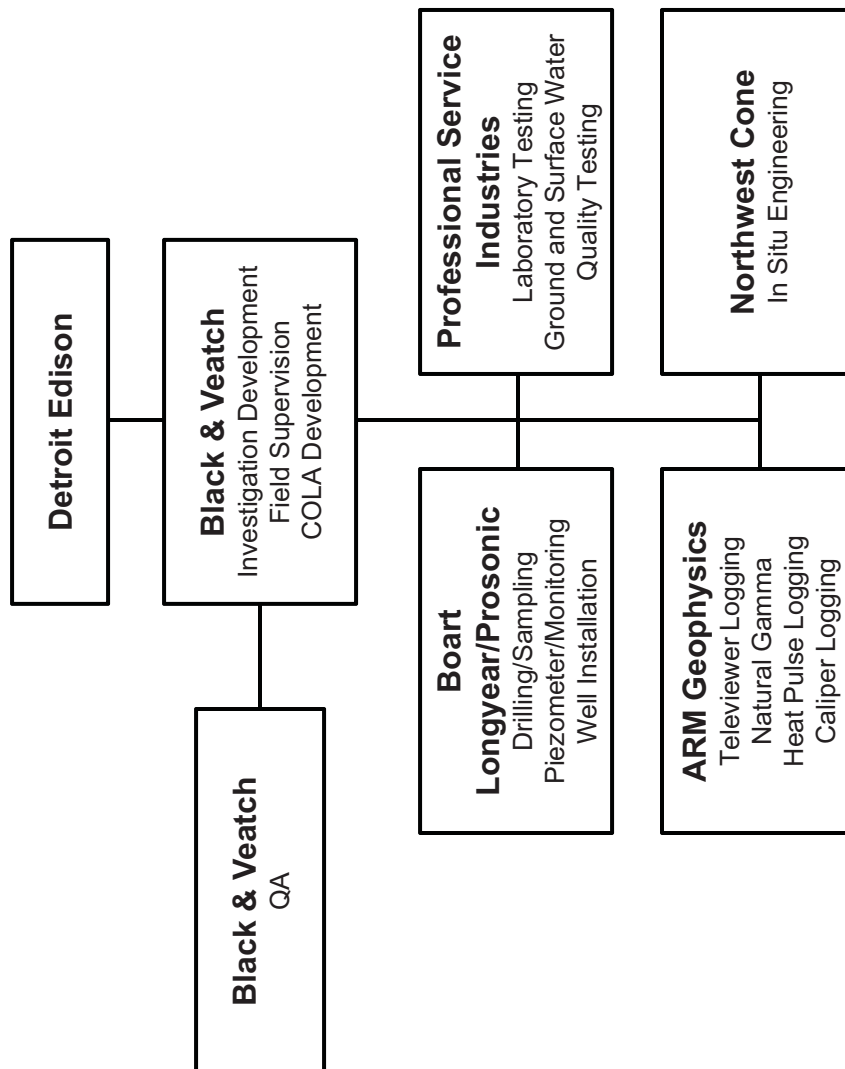 Detroit Edison
Black & Veatch
Investigation Development
Field Supervision
COLA Development
Black & Veatch
QA
Boart
Longyear/Prosonic
Drilling/Sampling
Piezometer/Monitoring
Well Installation
Professional Service
Industries
Laboratory Testing
Ground and Surface Water
Quality Testing
ARM Geophysics
Televiewer Logging
Natural Gamma
Heat Pulse Logging
Caliper Logging
Northwest Cone
In Situ Engineering